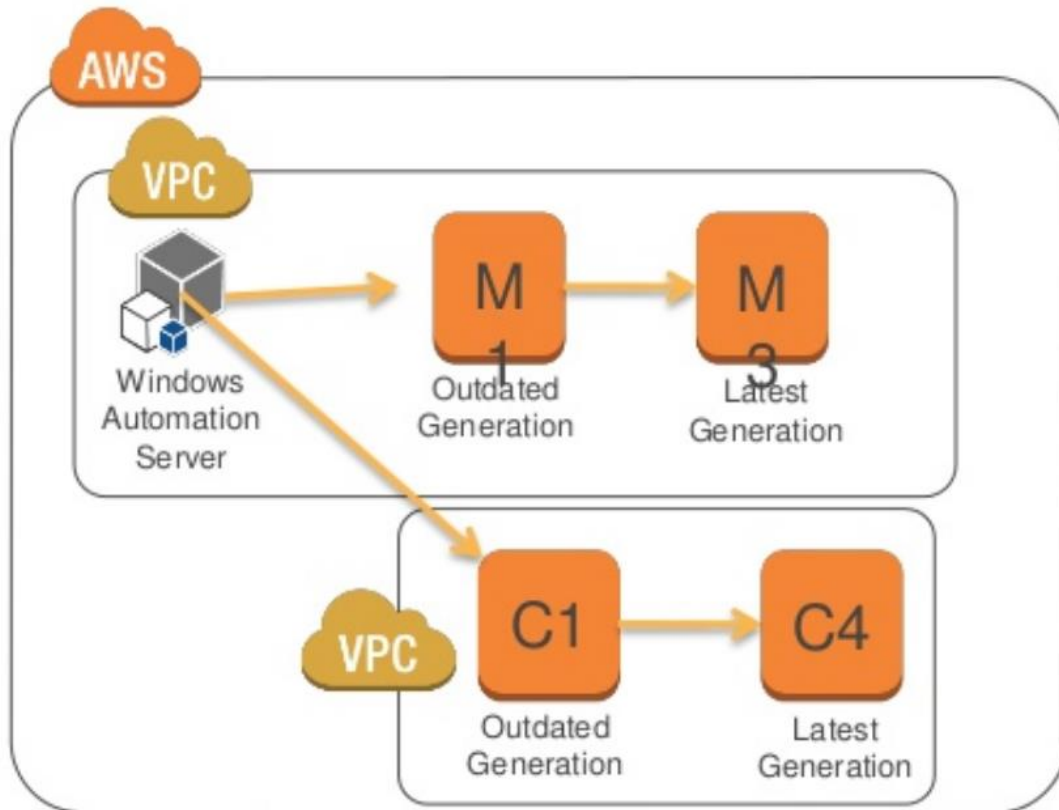 AWS
VPC
M
1
M
3
Windows
Automation
Server
Outdated
Generation
Latest
Generation
VPC
C1
C4
Outdated
Generation
Latest
Generation